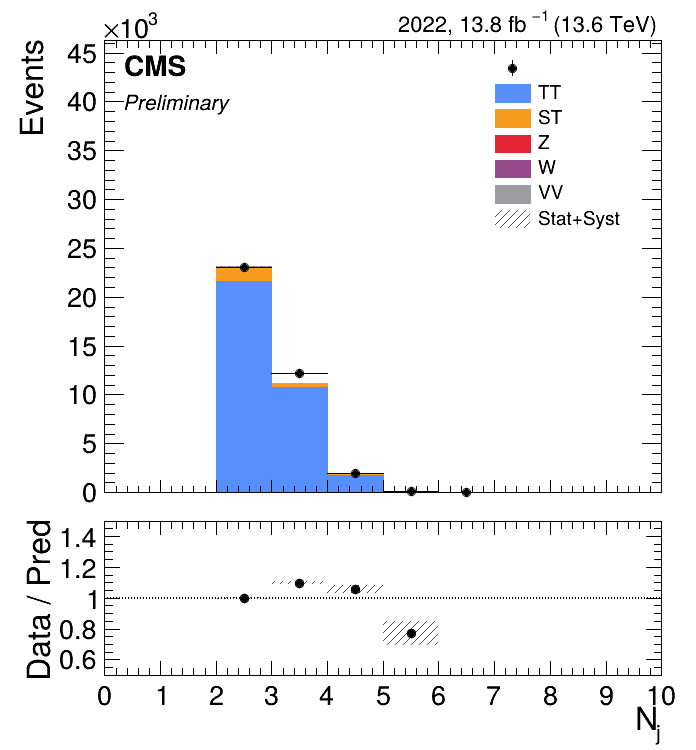 ×10³
2022, 13.8 fb⁻¹ (13.6 TeV)
Events
CMS
Preliminary
45
40
35
30
25
20
15
10
5
0
TT
ST
Z
W
VV
Stat+Syst
Data / Pred
1.4
1.2
1
0.8
0.6
0 1 2 3 4 5 6 7 8 9 10
N_j